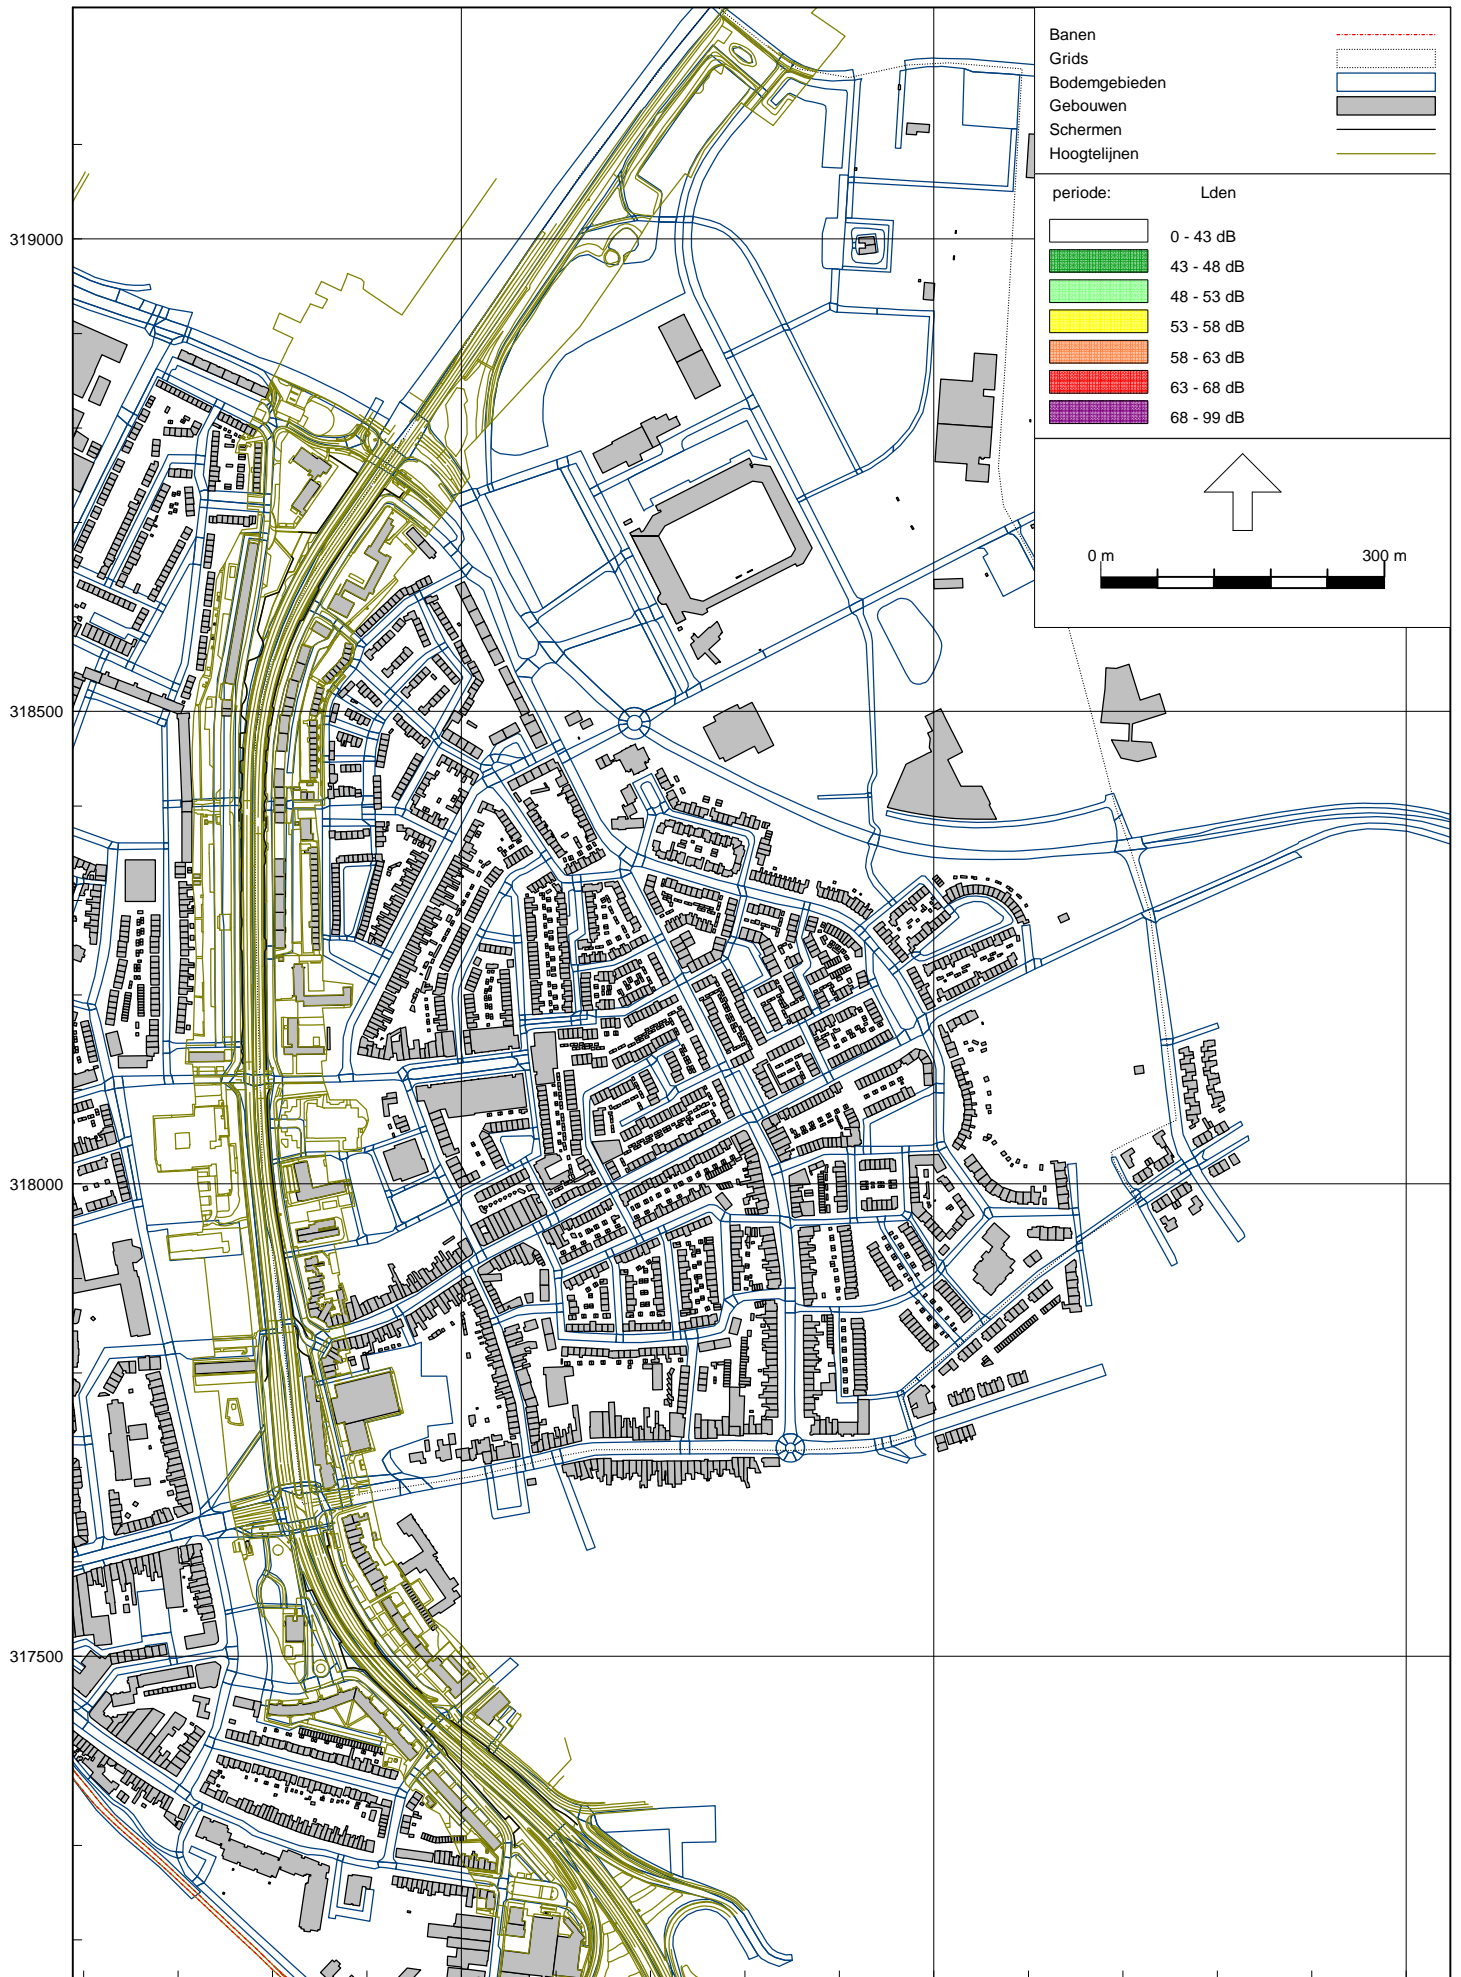 Banen
Grids
Bodemgebieden
Gebouwen
Schermen
Hoogtelijnen
periode: Lden
0 - 43 dB
43 - 48 dB
48 - 53 dB
53 - 58 dB
58 - 63 dB
63 - 68 dB
68 - 99 dB
0 m 300 m
319000
318500
318000
317500